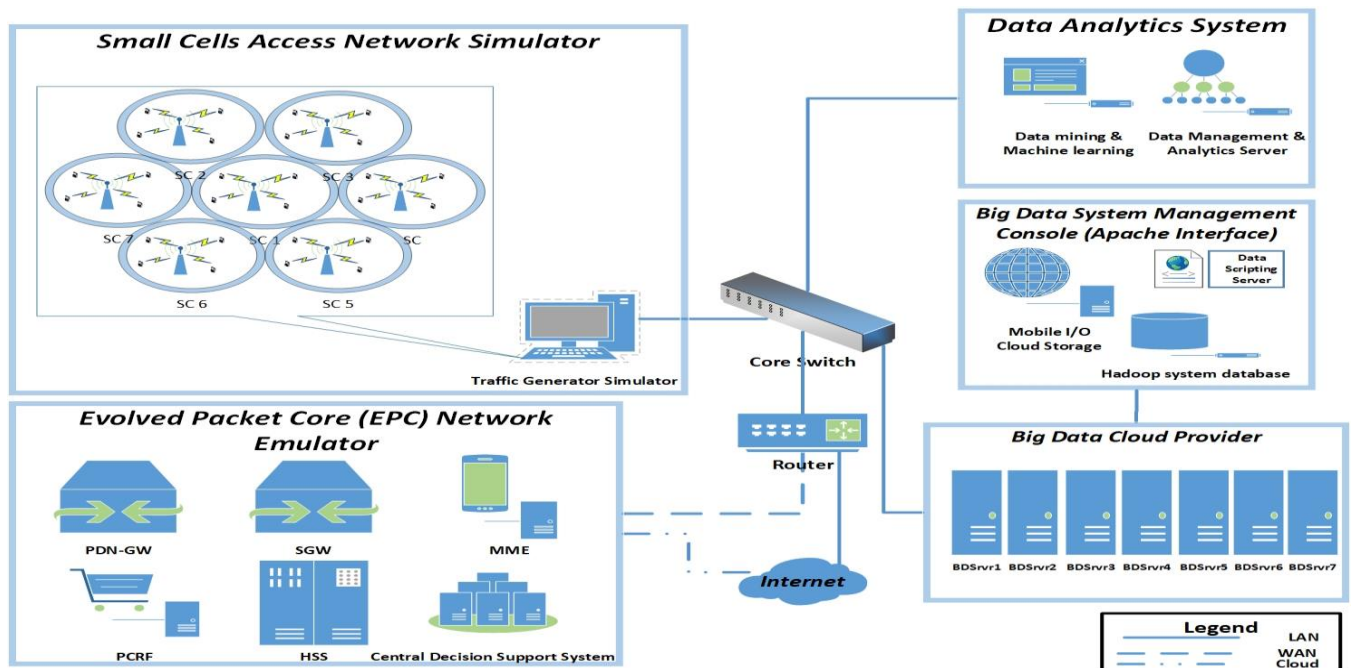 Small Cells Access Network Simulator
SC 2
SC 3
SC 7
SC 1
SC
SC 6
SC 5
Traffic Generator Simulator
Evolved Packet Core (EPC) Network
Emulator
PDN-GW
SGW
MME
PCRF
HSS
Central Decision Support System
Core Switch
Router
Internet
Data Analytics System
Data mining &
Machine learning
Data Management &
Analytics Server
Big Data System Management
Console (Apache Interface)
Data
Scripting
Server
Mobile I/O
Cloud Storage
Hadoop system database
Big Data Cloud Provider
BDSrvr1 BDSrvr2 BDSrvr3 BDSrvr4 BDSrvr5 BDSrvr6 BDSrvr7
Legend
LAN
WAN
Cloud